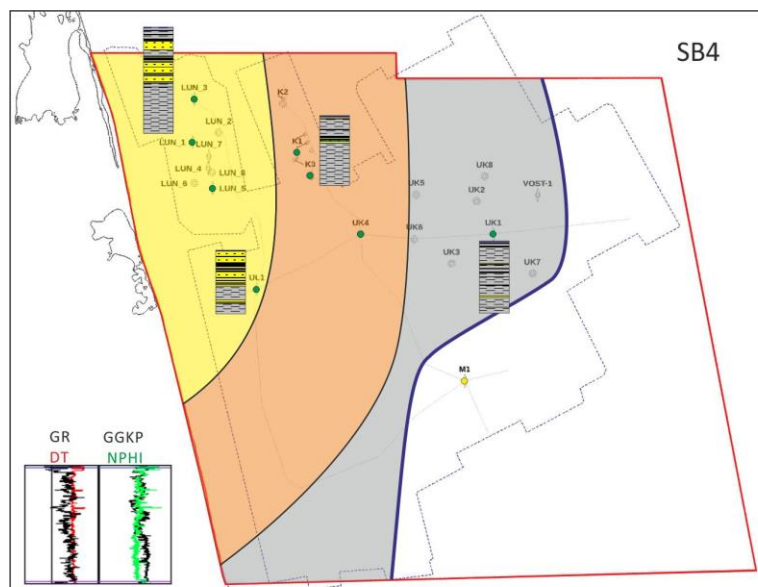 SB4
LUN_3
K2
LUN_2
LUN_1
LUN_7
K1
LUN_4
LUN_8
K3
LUN_6
LUN_5
UK8
UK5
UK2
VOST-1
UK4
UK6
UK1
UK3
UK7
UL1
M1
GR GGKP
DT NPHI